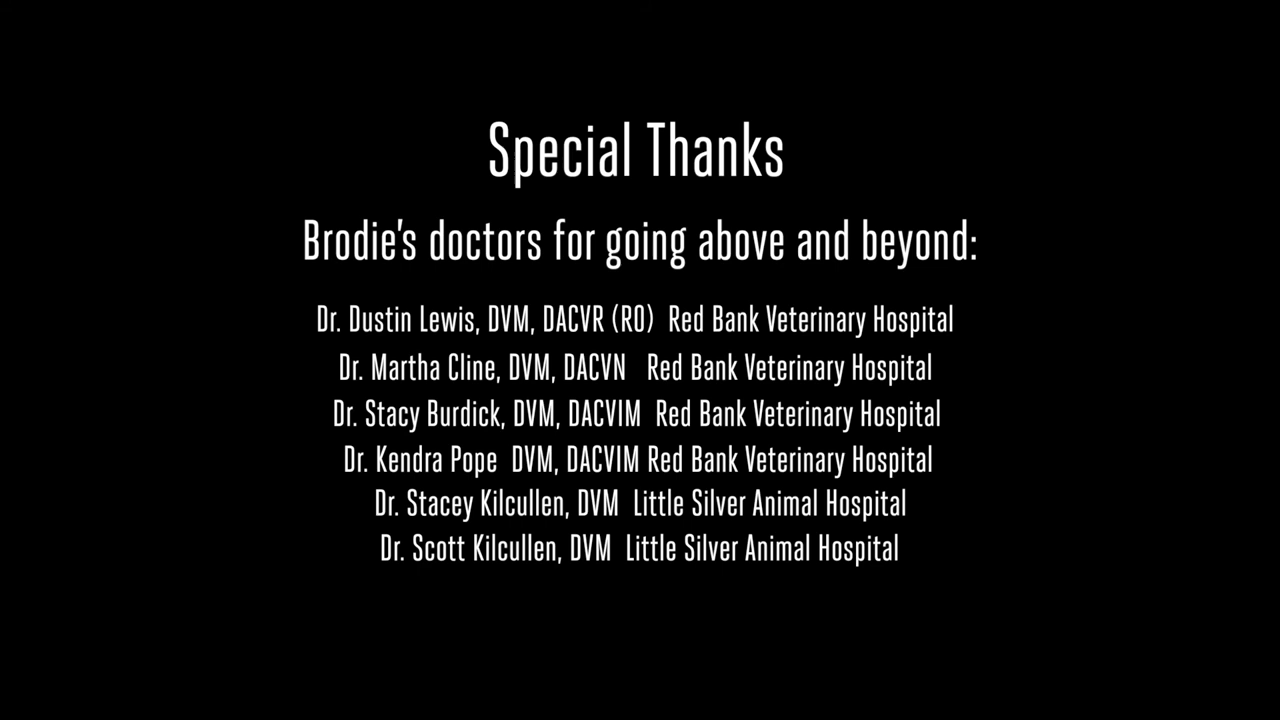 Special Thanks
Brodie's doctors for going above and beyond:
Dr. Dustin Lewis, DVM, DACVR (RO)  Red Bank Veterinary Hospital
Dr. Martha Cline, DVM, DACVN   Red Bank Veterinary Hospital
Dr. Stacy Burdick, DVM, DACVIM  Red Bank Veterinary Hospital
Dr. Kendra Pope  DVM, DACVIM Red Bank Veterinary Hospital
Dr. Stacey Kilcullen, DVM  Little Silver Animal Hospital
Dr. Scott Kilcullen, DVM  Little Silver Animal Hospital